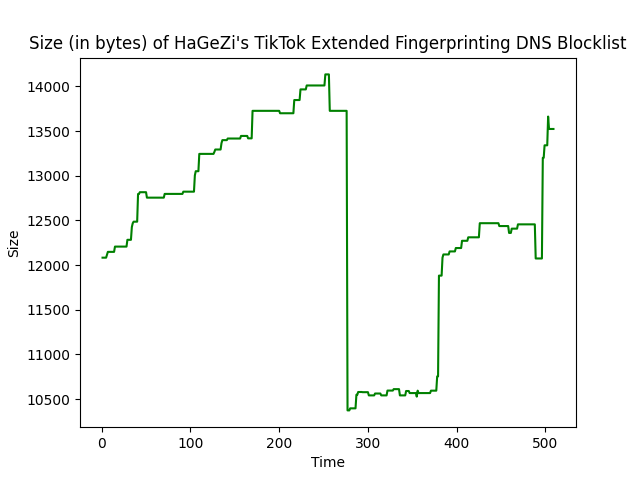 Size (in bytes) of HaGeZi's TikTok Extended Fingerprinting DNS Blocklist
14000
13500
13000
12500
12000
11500
11000
10500
Size
0 100 200 300 400 500
Time